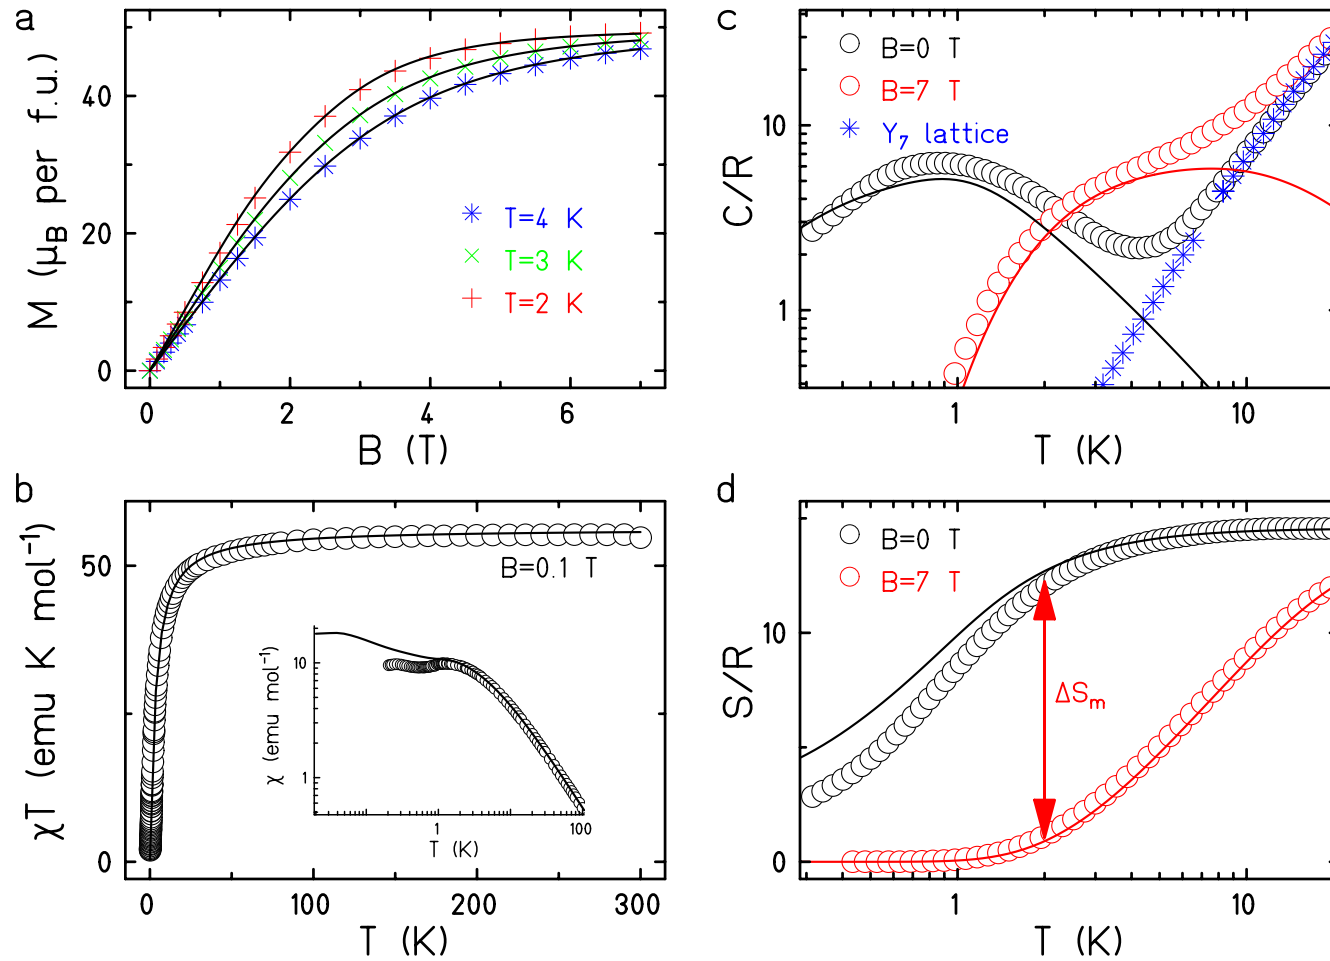 a
M (μB per f.u.)
40
20
0
T=4 K
T=3 K
T=2 K
0 2 4 6
B (T)
b
χT (emu K mol⁻¹)
50
0
B=0.1 T
χ (emu mol⁻¹)
10
1
1 10 100
T (K)
0 100 200 300
T (K)
c
C/R
10
1
B=0 T
B=7 T
Y₇ lattice
1 10
T (K)
d
S/R
10
0
B=0 T
B=7 T
ΔSm
1 10
T (K)